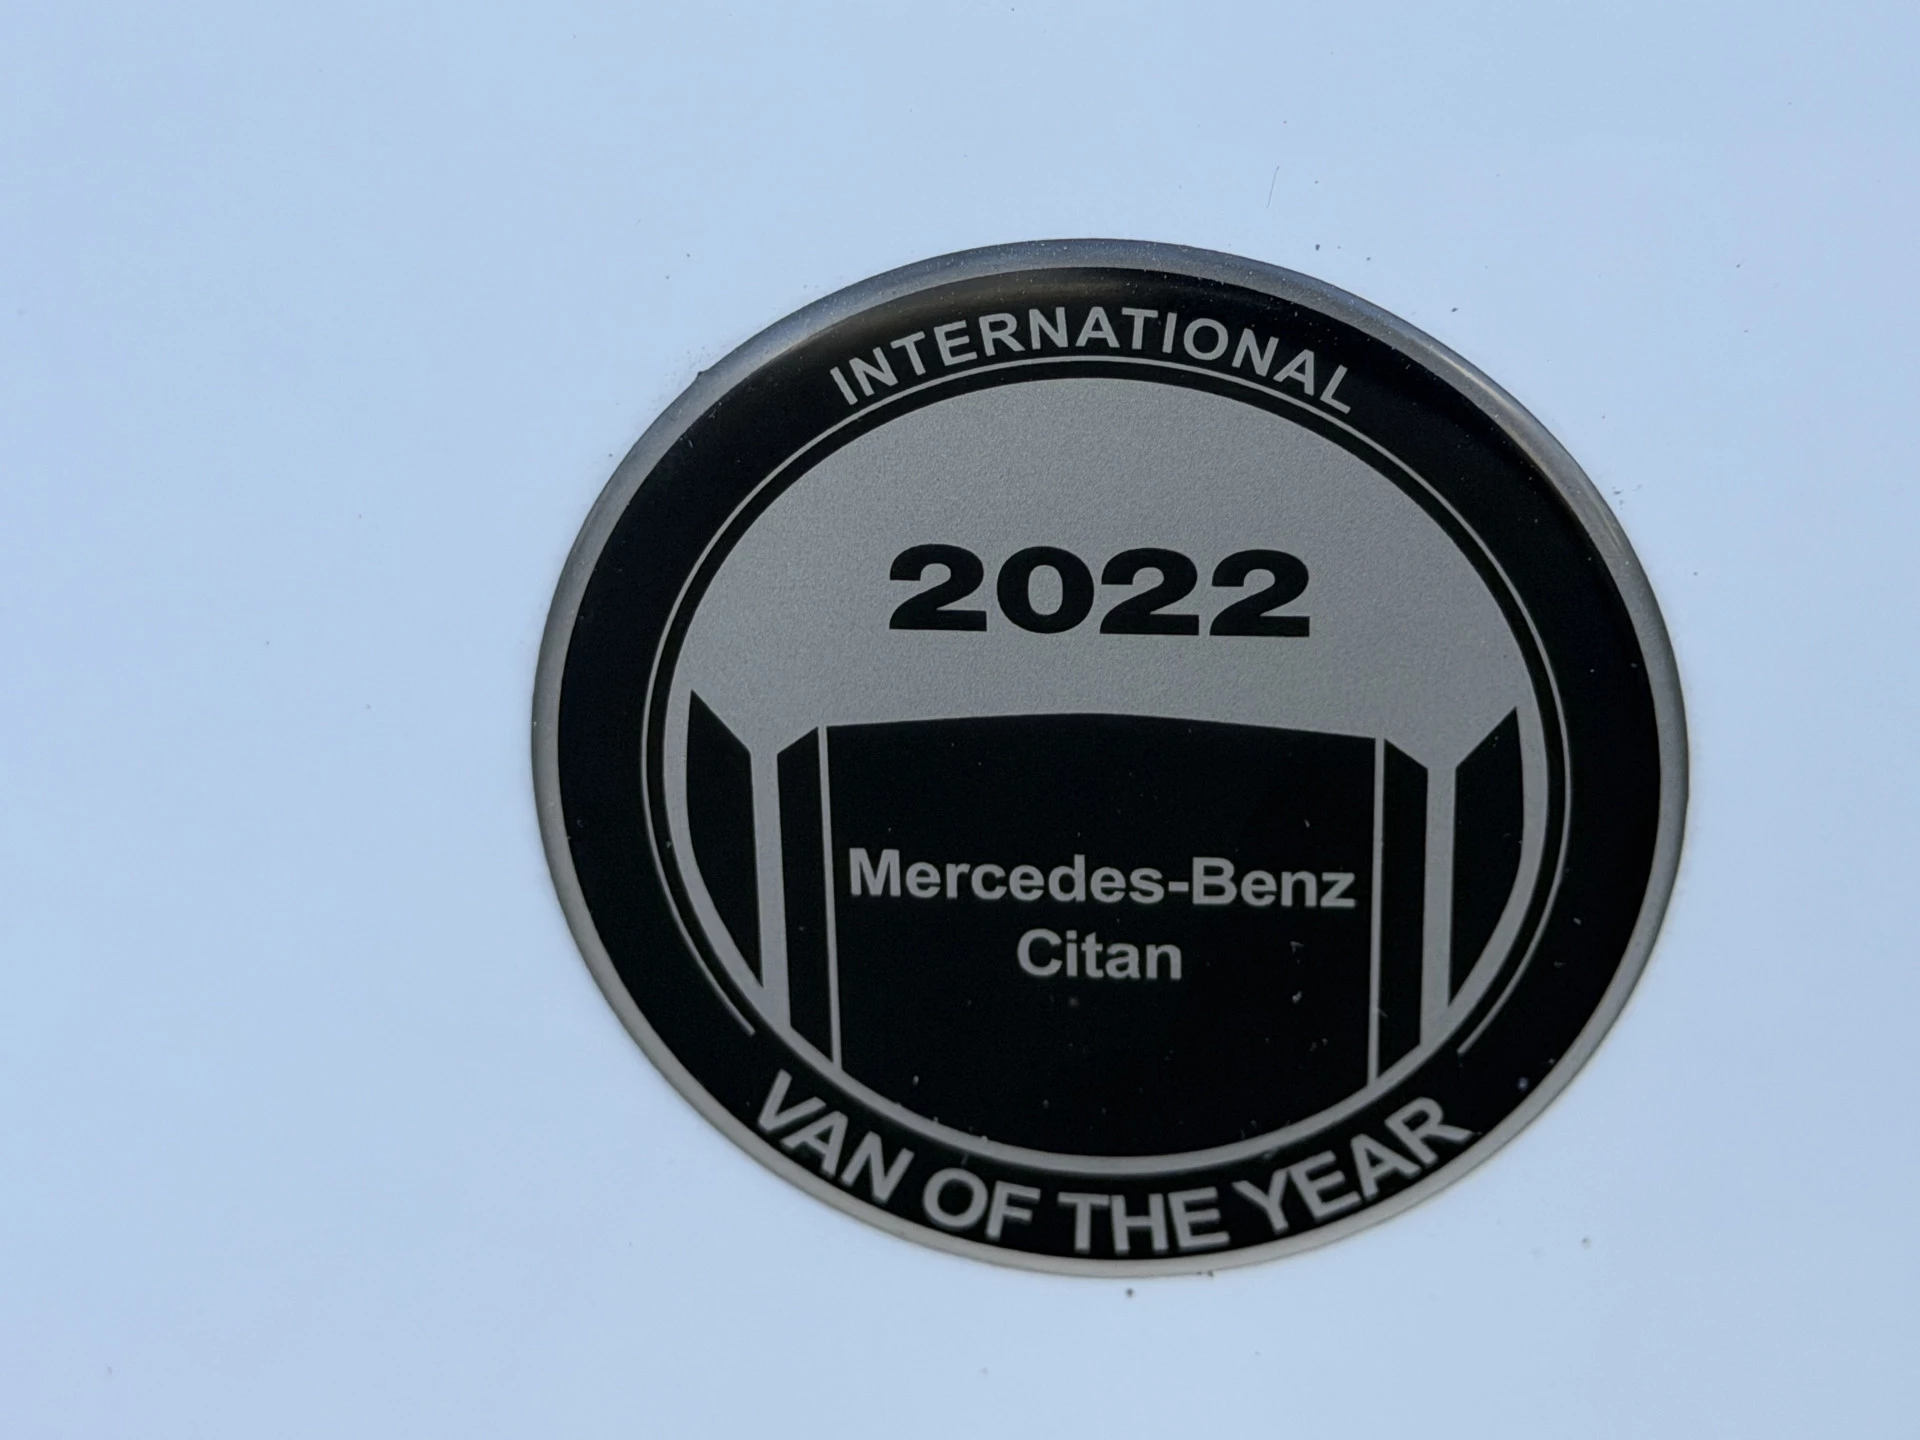 INTERNATIONAL
2022
Mercedes-Benz
Citan
VAN OF THE YEAR